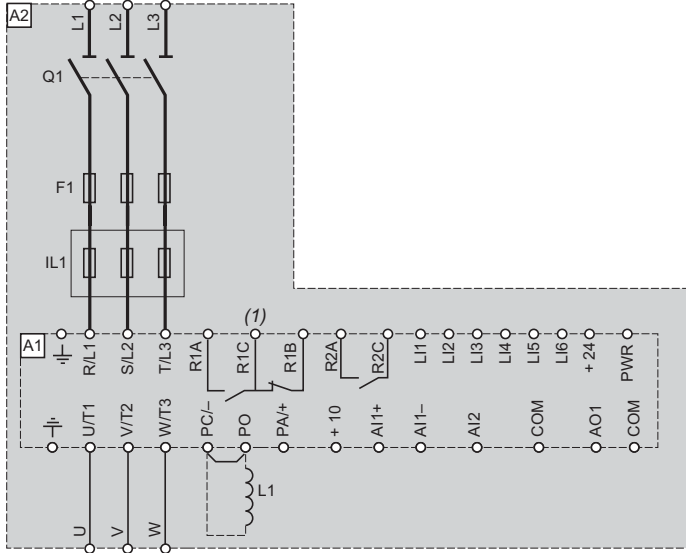 A2
L1 L2 L3
Q1
F1
IL1
(1)
A1
R/L1 S/L2 T/L3 R1A R1C R1B R2A R2C LI1 LI2 LI3 LI4 LI5 LI6 + 24 PWR
U/T1 V/T2 W/T3 PC/– PO PA/+ + 10 AI1+ AI1– AI2 COM AO1 COM
L1
U V W